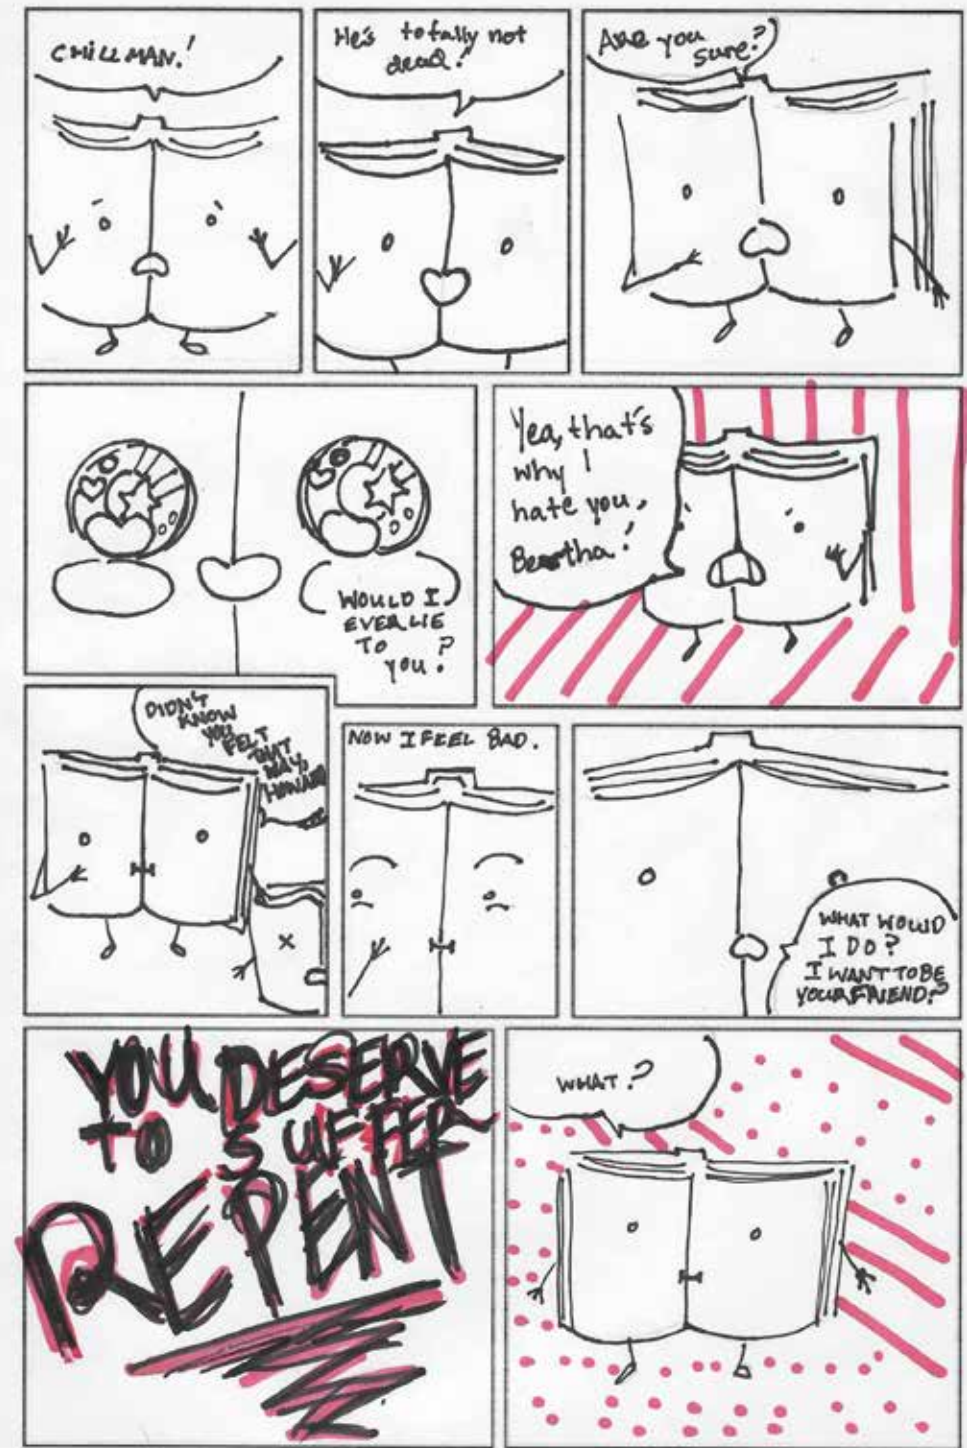 CHILL MAN!
He's totally not
dead!
Are you
sure?
WOULD I
EVER LIE
TO
YOU?
Yea, that's
why I
hate you,
Beartha!
DIDN'T
KNOW
YOU
FELT
THAT
WAY,
NOW I FEEL BAD.
WHAT WOULD
I DO?
I WANT TO BE
YOUR FRIEND?
YOU DESERVE
TO SUFFER
REPENT
WHAT?